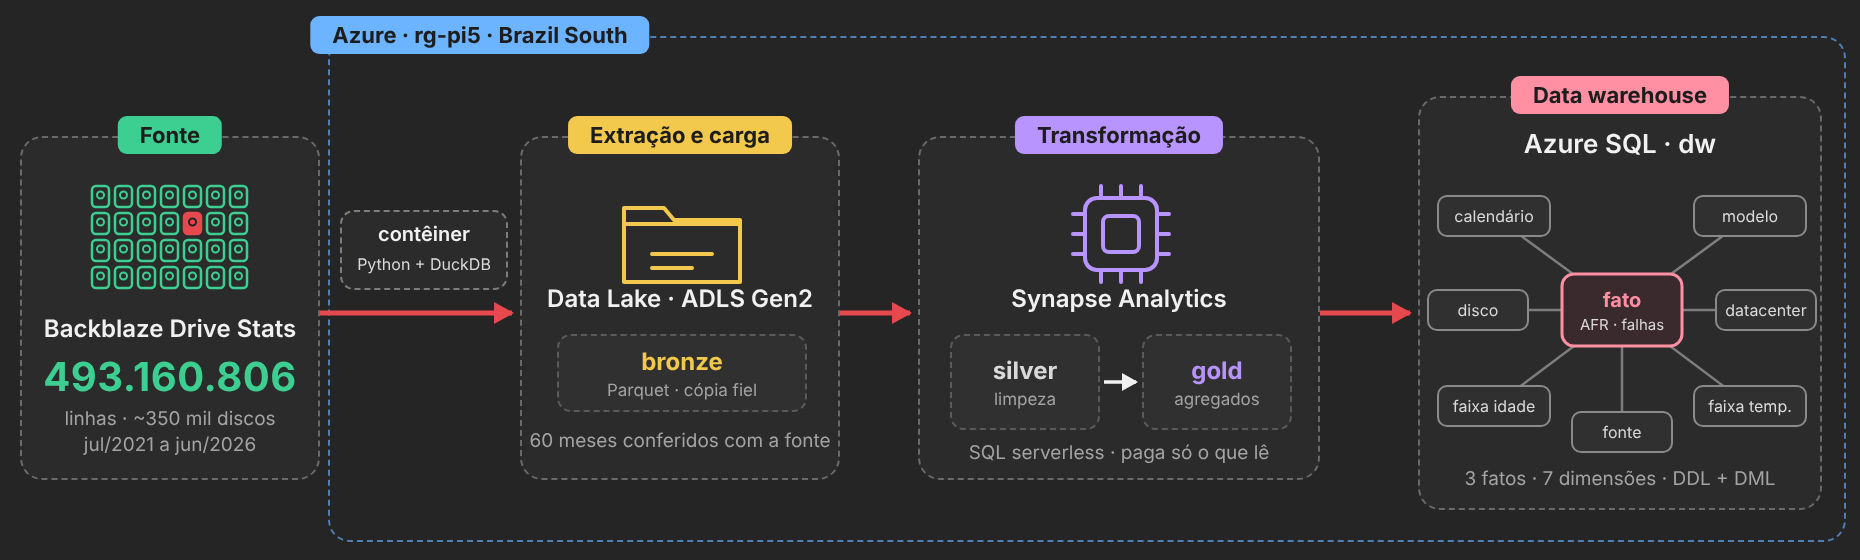 Azure · rg-pi5 · Brazil South
Fonte
Backblaze Drive Stats
493.160.806
linhas · ~350 mil discos
jul/2021 a jun/2026
contêiner
Python + DuckDB
Extração e carga
Data Lake · ADLS Gen2
bronze
Parquet · cópia fiel
60 meses conferidos com a fonte
Transformação
Synapse Analytics
silver
limpeza
gold
agregados
SQL serverless · paga só o que lê
Data warehouse
Azure SQL · dw
calendário
modelo
disco
fato
AFR · falhas
datacenter
faixa idade
fonte
faixa temp.
3 fatos · 7 dimensões · DDL + DML